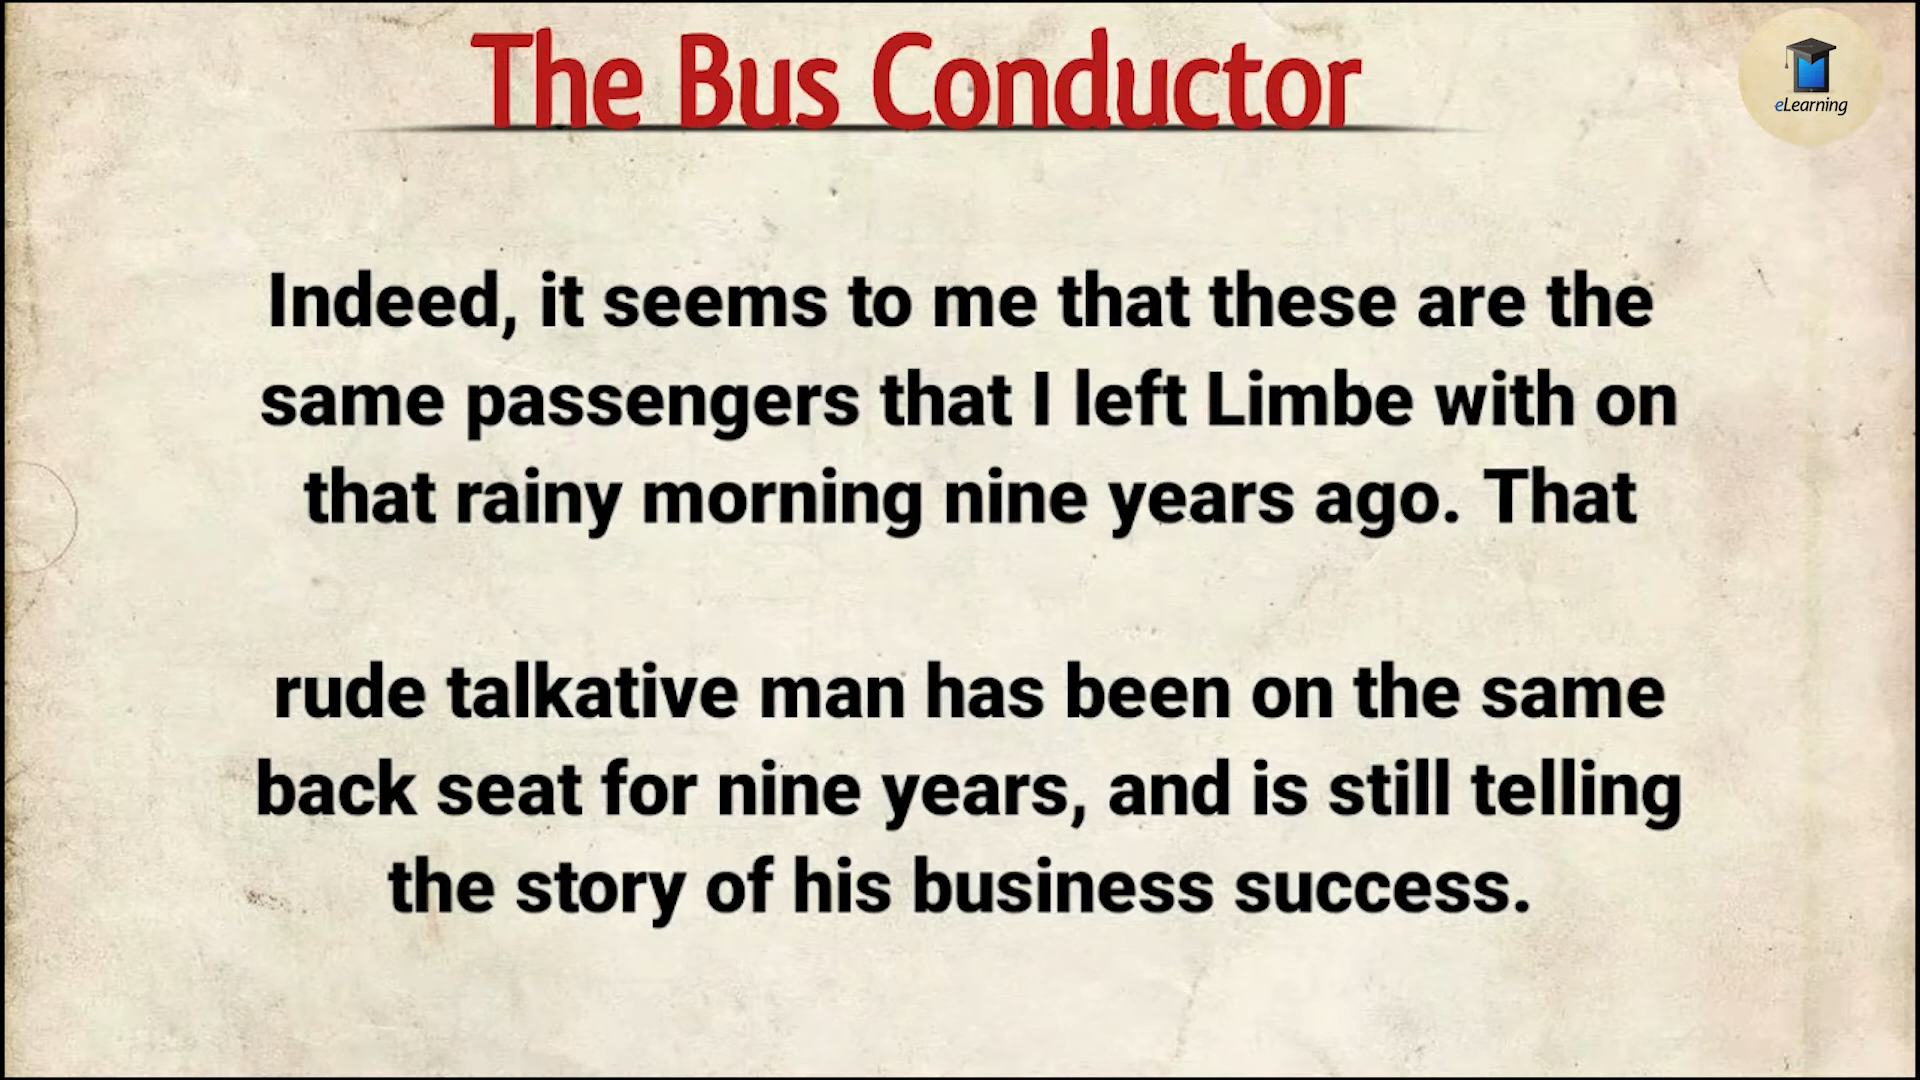 The Bus Conductor
eLearning
Indeed, it seems to me that these are the
same passengers that I left Limbe with on
that rainy morning nine years ago. That
rude talkative man has been on the same
back seat for nine years, and is still telling
the story of his business success.